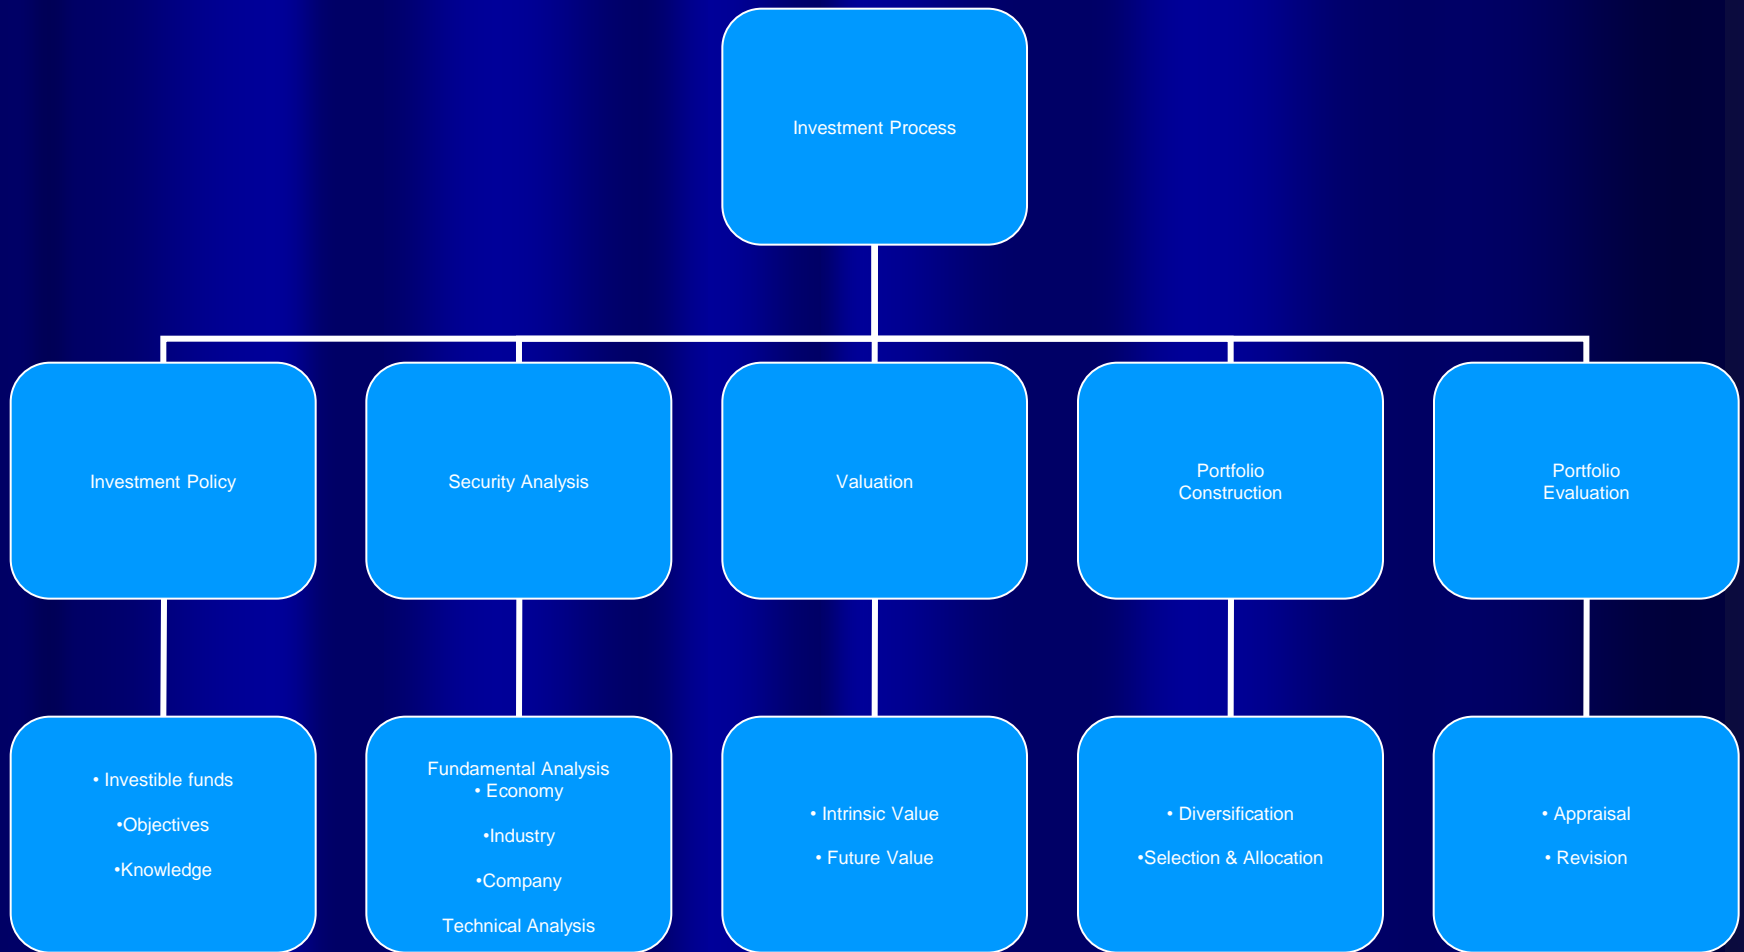 Investment Process
Investment Policy
Security Analysis
Valuation
Portfolio
Construction
Portfolio
Evaluation
• Investible funds
•Objectives
•Knowledge
Fundamental Analysis
• Economy
•Industry
•Company
Technical Analysis
• Intrinsic Value
• Future Value
• Diversification
•Selection & Allocation
• Appraisal
• Revision